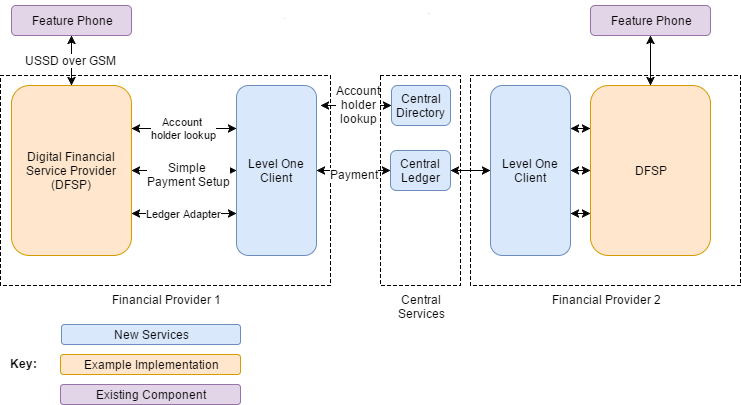 Feature Phone
Feature Phone
USSD over GSM
Digital Financial
Service Provider
(DFSP)
Account
holder lookup
Simple
Payment Setup
Ledger Adapter
Level One
Client
Account
holder
lookup
Payment
Central
Directory
Central
Ledger
Level One
Client
DFSP
Financial Provider 1
Central
Services
Financial Provider 2
Key:
New Services
Example Implementation
Existing Component